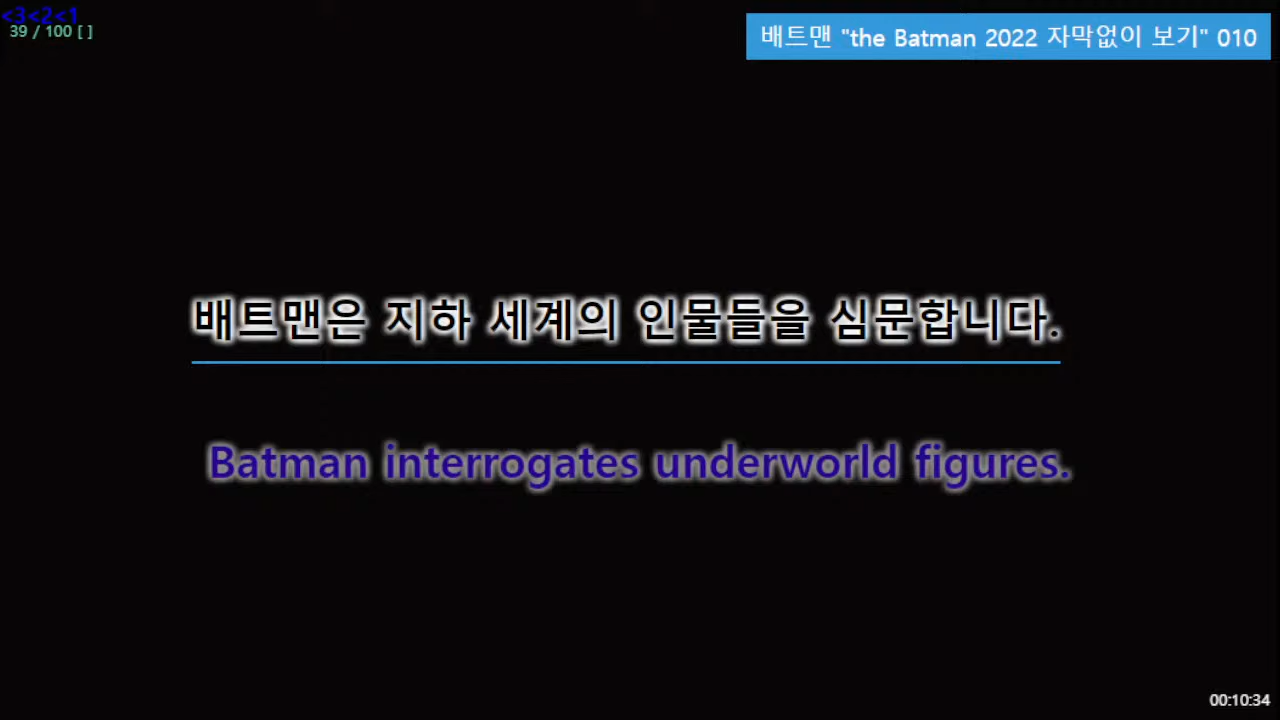 <3<2<1
39 / 100 [ ]
배트맨 "the Batman 2022 자막없이 보기" 010
배트맨은 지하 세계의 인물들을 심문합니다.
Batman interrogates underworld figures.
00:10:34